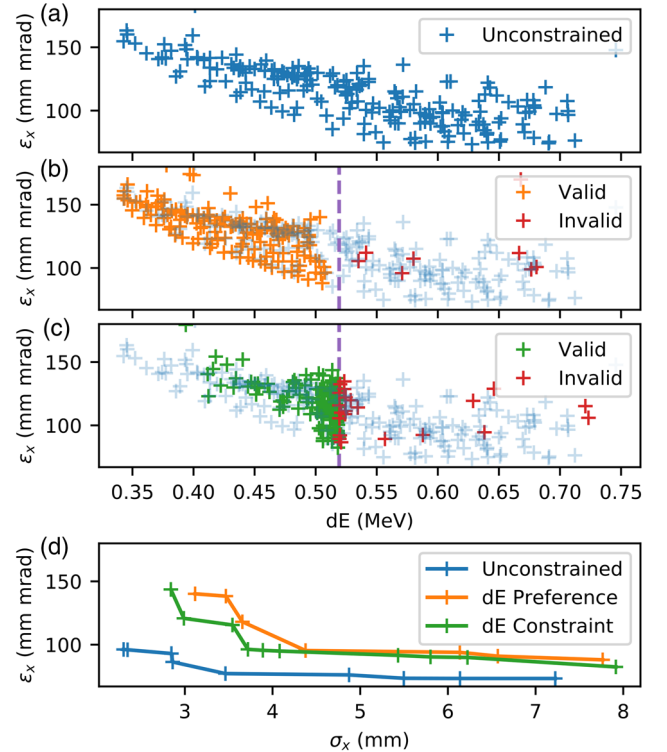 (a)
Unconstrained
150
100
εₓ (mm mrad)
(b)
Valid
Invalid
150
100
εₓ (mm mrad)
(c)
Valid
Invalid
150
100
εₓ (mm mrad)
0.35 0.40 0.45 0.50 0.55 0.60 0.65 0.70 0.75
dE (MeV)
(d)
Unconstrained
dE Preference
dE Constraint
150
100
εₓ (mm mrad)
3 4 5 6 7 8
σₓ (mm)